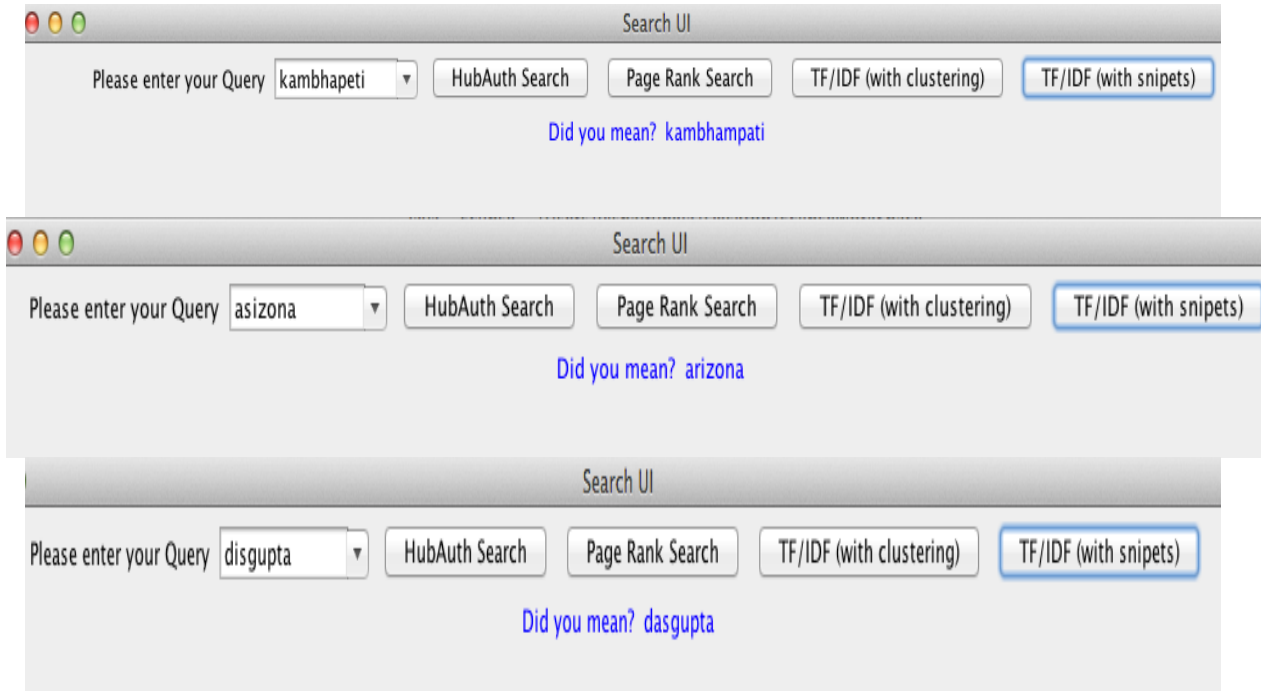 Search UI
Please enter your Query kambhapeti HubAuth Search Page Rank Search TF/IDF (with clustering) TF/IDF (with snipets)
Did you mean? kambhampati
Search UI
Please enter your Query asizona HubAuth Search Page Rank Search TF/IDF (with clustering) TF/IDF (with snipets)
Did you mean? arizona
Search UI
Please enter your Query disgupta HubAuth Search Page Rank Search TF/IDF (with clustering) TF/IDF (with snipets)
Did you mean? dasgupta